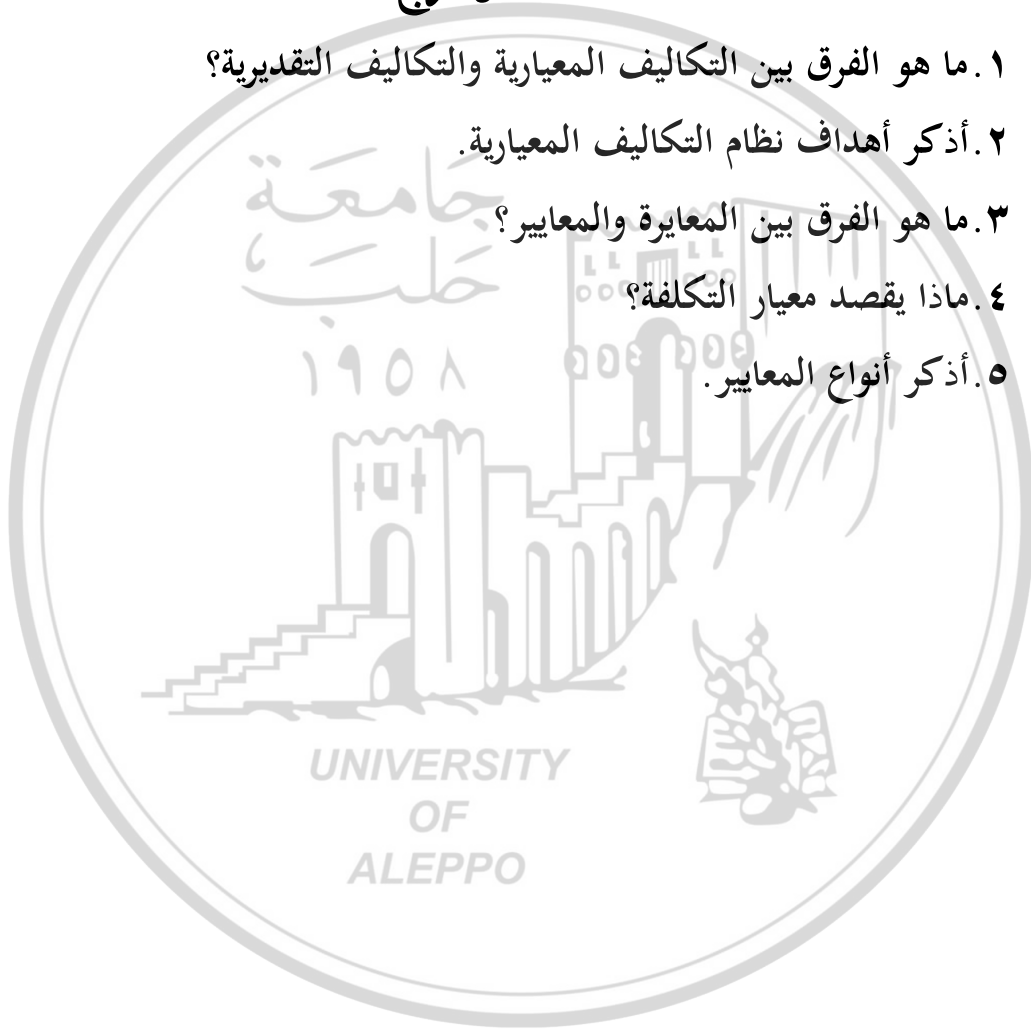 ١.ما هو الفرق بين التكاليف المعيارية والتكاليف التقديرية؟
٢.أذكر أهداف نظام التكاليف المعيارية.
٣.ما هو الفرق بين المعايرة والمعايير؟
٤.ماذا يقصد معيار التكلفة؟
٥.أذكر أنواع المعايير.
جامعة
حلب
١٩٥٨
UNIVERSITY
OF
ALEPPO